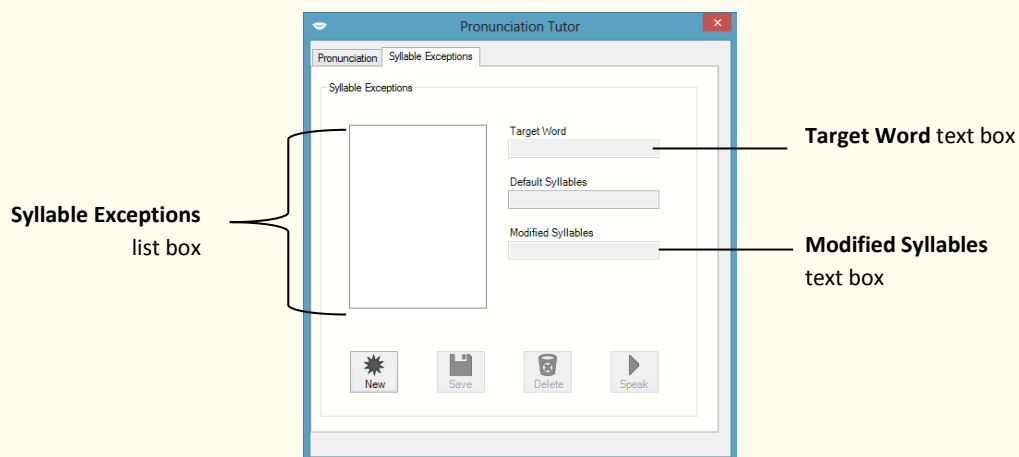 Pronunciation Tutor
Pronunciation Syllable Exceptions
Syllable Exceptions
Target Word
Default Syllables
Modified Syllables
New Save Delete Speak
Syllable Exceptions
list box
Target Word text box
Modified Syllables
text box